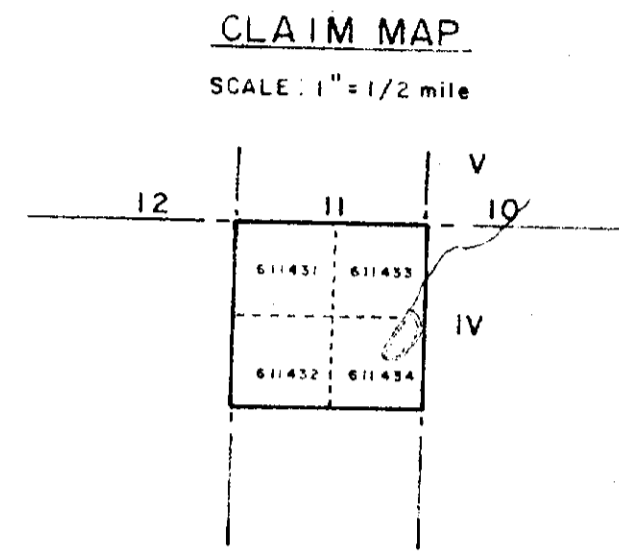 CLAIM MAP
SCALE: 1" = 1/2 mile
V
12 11 10
611431 611433
IV
611432 611434